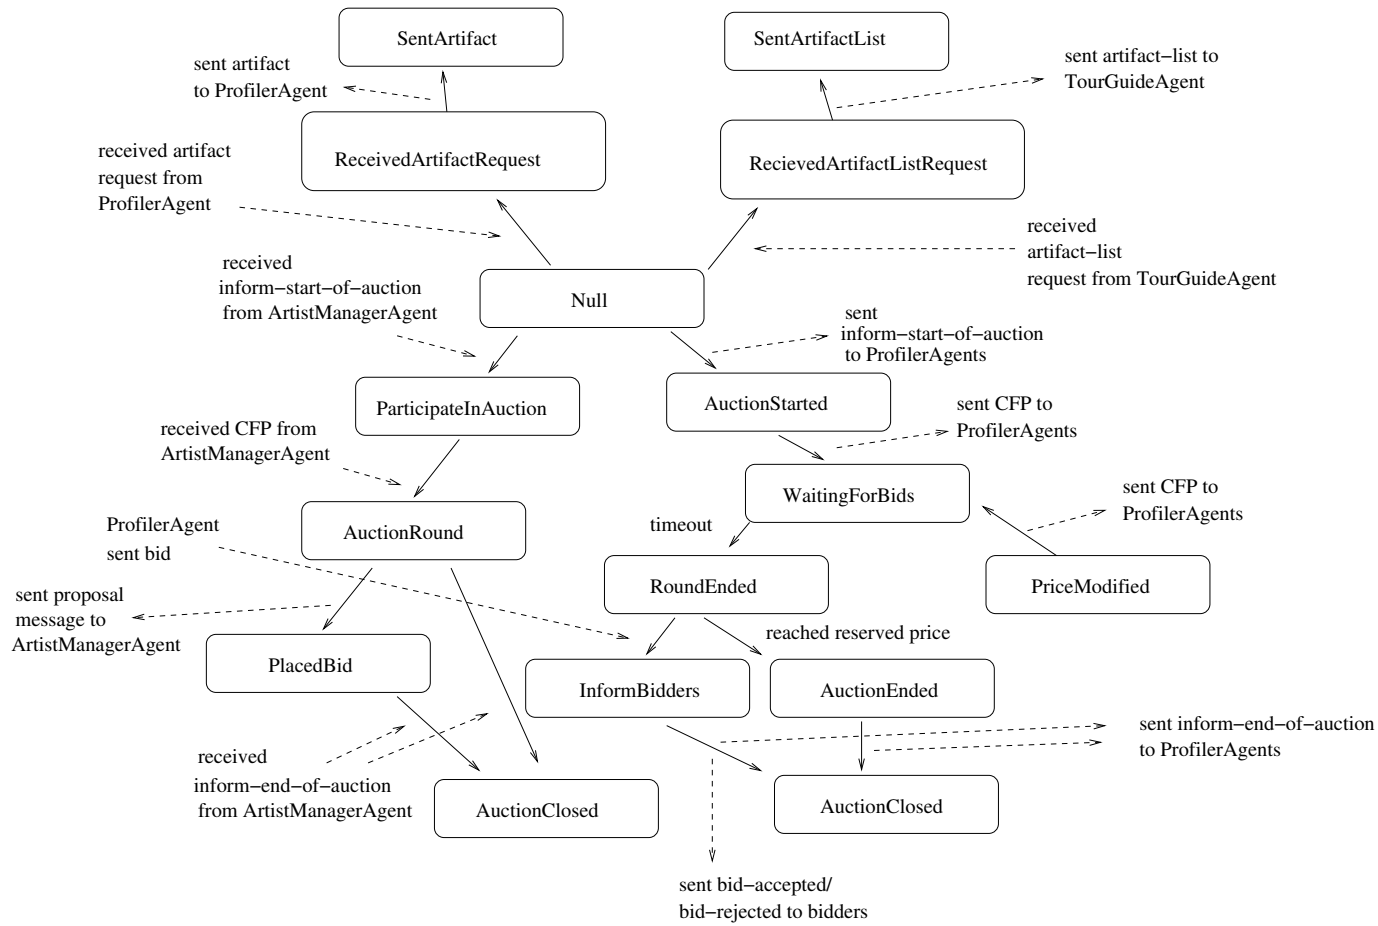 SentArtifact
SentArtifactList
sent artifact
to ProfilerAgent
sent artifact−list to
TourGuideAgent
ReceivedArtifactRequest
RecievedArtifactListRequest
received artifact
request from
ProfilerAgent
received
artifact−list
request from TourGuideAgent
received
inform−start−of−auction
from ArtistManagerAgent
Null
sent
inform−start−of−auction
to ProfilerAgents
ParticipateInAuction
AuctionStarted
sent CFP to
ProfilerAgents
received CFP from
ArtistManagerAgent
WaitingForBids
sent CFP to
ProfilerAgents
ProfilerAgent
sent bid
AuctionRound
timeout
RoundEnded
PriceModified
sent proposal
message to
ArtistManagerAgent
reached reserved price
PlacedBid
InformBidders
AuctionEnded
sent inform−end−of−auction
to ProfilerAgents
received
inform−end−of−auction
from ArtistManagerAgent
AuctionClosed
AuctionClosed
sent bid−accepted/
bid−rejected to bidders